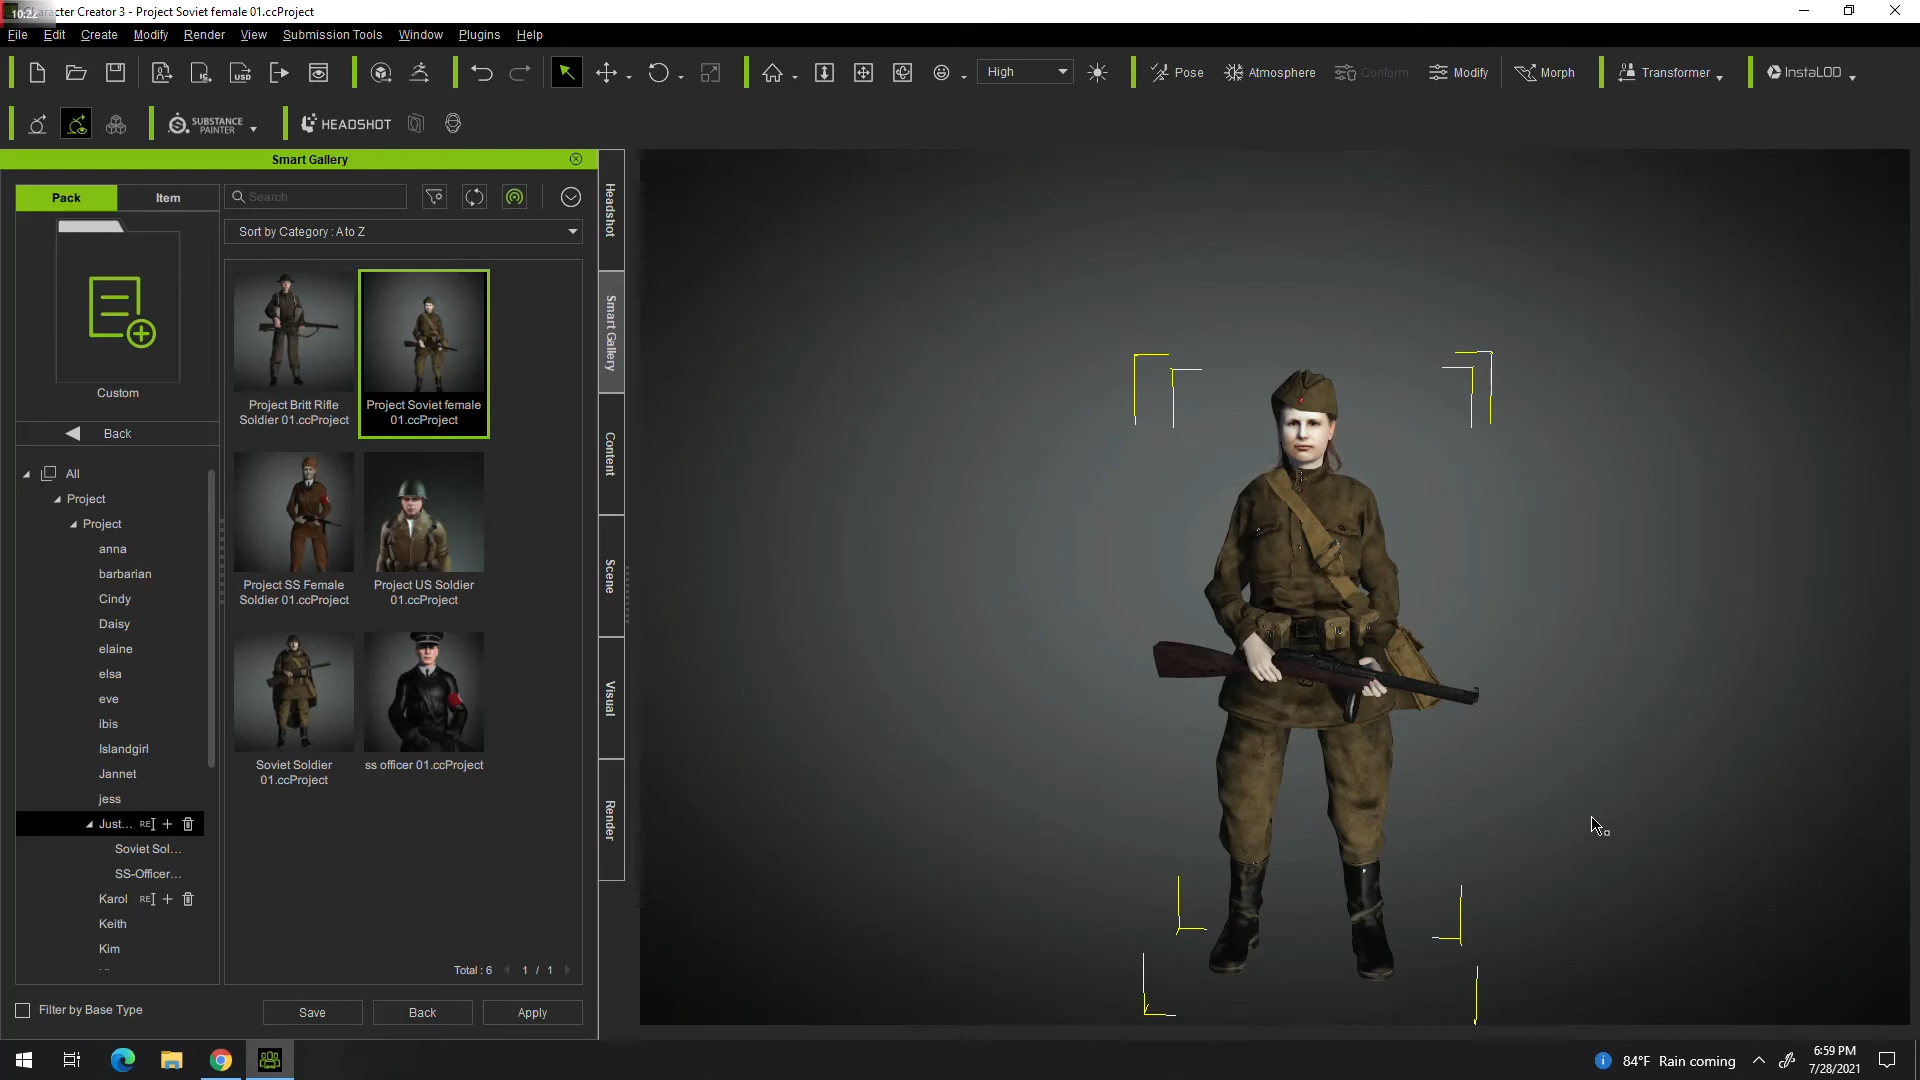 10:22
racter Creator 3 - Project Soviet female 01.ccProject
File Edit Create Modify Render View Submission Tools Window Plugins Help
High Pose Atmosphere Conform Modify Morph Transformer InstaLOD
SUBSTANCE
PAINTER
HEADSHOT
Smart Gallery
Pack Item
Search
Sort by Category : A to Z
Custom
Back
All
Project
Project
anna
barbarian
Cindy
Daisy
elaine
elsa
eve
ibis
Islandgirl
Jannet
jess
Just...
Soviet Sol...
SS-Officer...
Karol
Keith
Kim
Project Britt Rifle
Soldier 01.ccProject
Project Soviet female
01.ccProject
Project SS Female
Soldier 01.ccProject
Project US Soldier
01.ccProject
Soviet Soldier
01.ccProject
ss officer 01.ccProject
Total : 6 1 / 1
Filter by Base Type
Save Back Apply
Headshot
Smart Gallery
Content
Scene
Visual
Render
84°F Rain coming
6:59 PM
7/28/2021